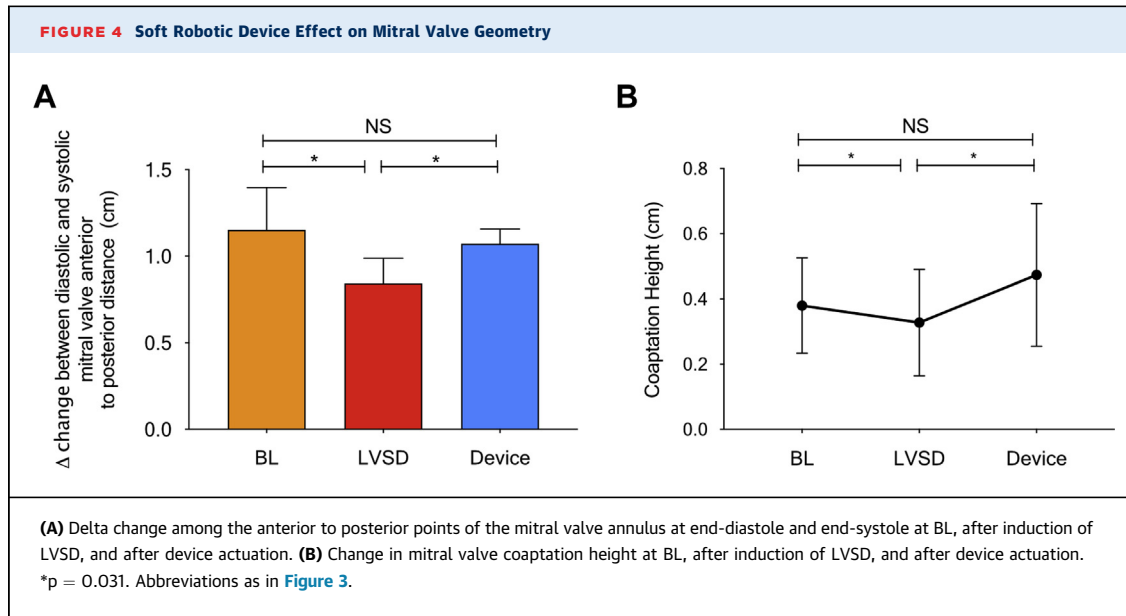 FIGURE 4 Soft Robotic Device Effect on Mitral Valve Geometry
A
NS
*
*
Δ change between diastolic and systolic
mitral valve anterior
to posterior distance (cm)
1.5
1.0
0.5
0.0
BL
LVSD
Device
B
NS
*
*
Coaptation Height (cm)
0.8
0.6
0.4
0.2
0.0
BL
LVSD
Device
(A) Delta change among the anterior to posterior points of the mitral valve annulus at end-diastole and end-systole at BL, after induction of
LVSD, and after device actuation. (B) Change in mitral valve coaptation height at BL, after induction of LVSD, and after device actuation.
*p = 0.031. Abbreviations as in Figure 3.